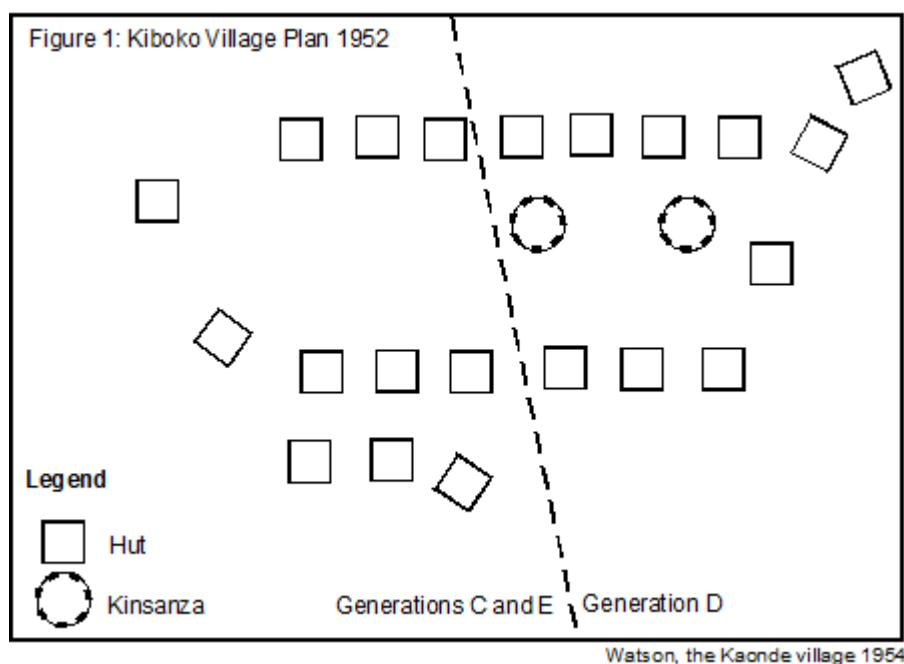 Figure 1: Kiboko Village Plan 1952
Legend
Hut
Kinsanza
Generations C and E
Generation D
Watson, the Kaonde village 1954